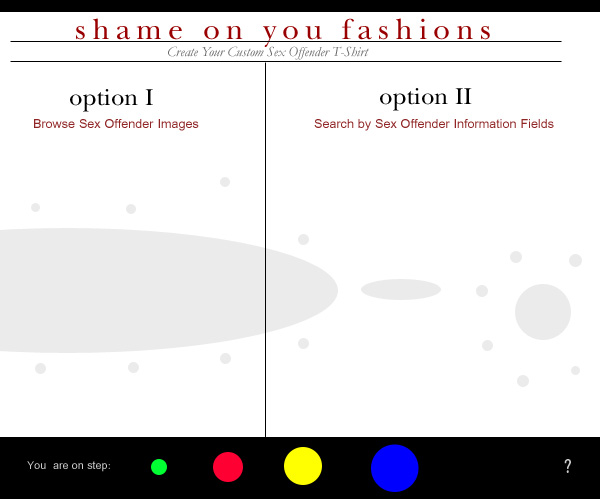 shame on you fashions
Create Your Custom Sex Offender T-Shirt
option I
Browse Sex Offender Images
option II
Search by Sex Offender Information Fields
You are on step:
?